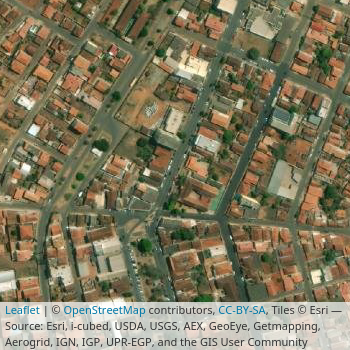 Leaflet | © OpenStreetMap contributors, CC-BY-SA, Tiles © Esri —
Source: Esri, i-cubed, USDA, USGS, AEX, GeoEye, Getmapping,
Aerogrid, IGN, IGP, UPR-EGP, and the GIS User Community